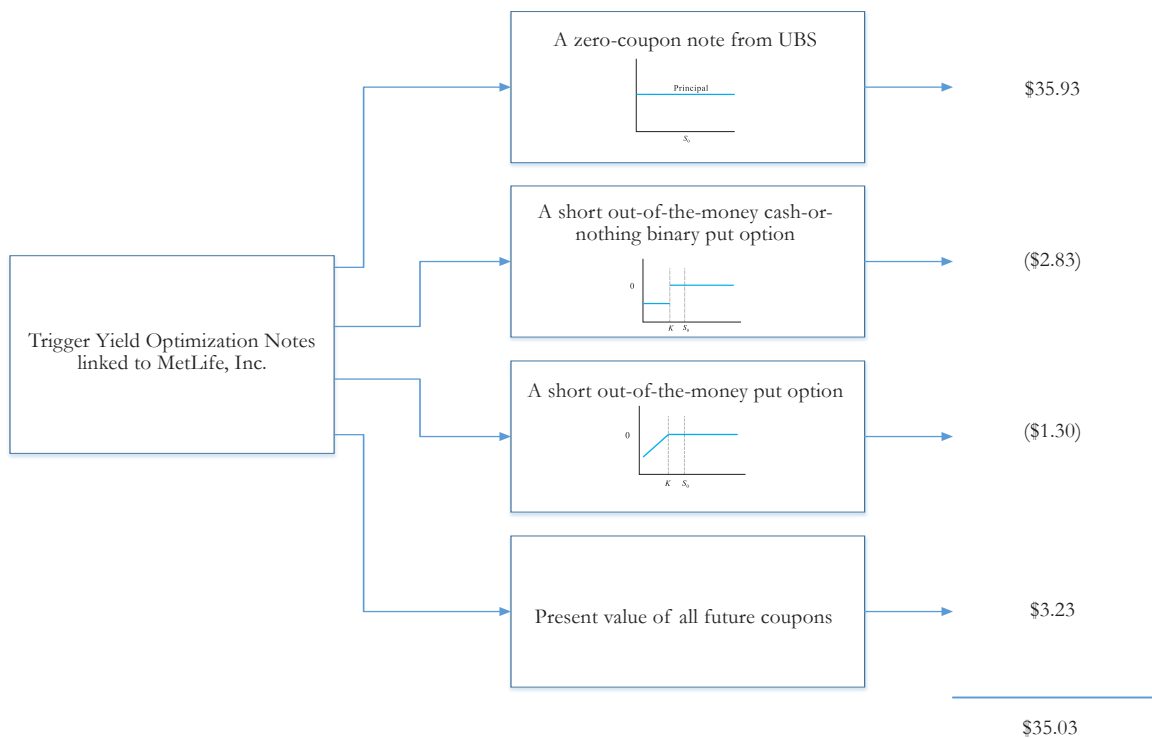 Trigger Yield Optimization Notes
linked to MetLife, Inc.
A zero-coupon note from UBS
Principal
S₀
$35.93
A short out-of-the-money cash-or-
nothing binary put option
0
K S₀
($2.83)
A short out-of-the-money put option
0
K S₀
($1.30)
Present value of all future coupons
$3.23
$35.03